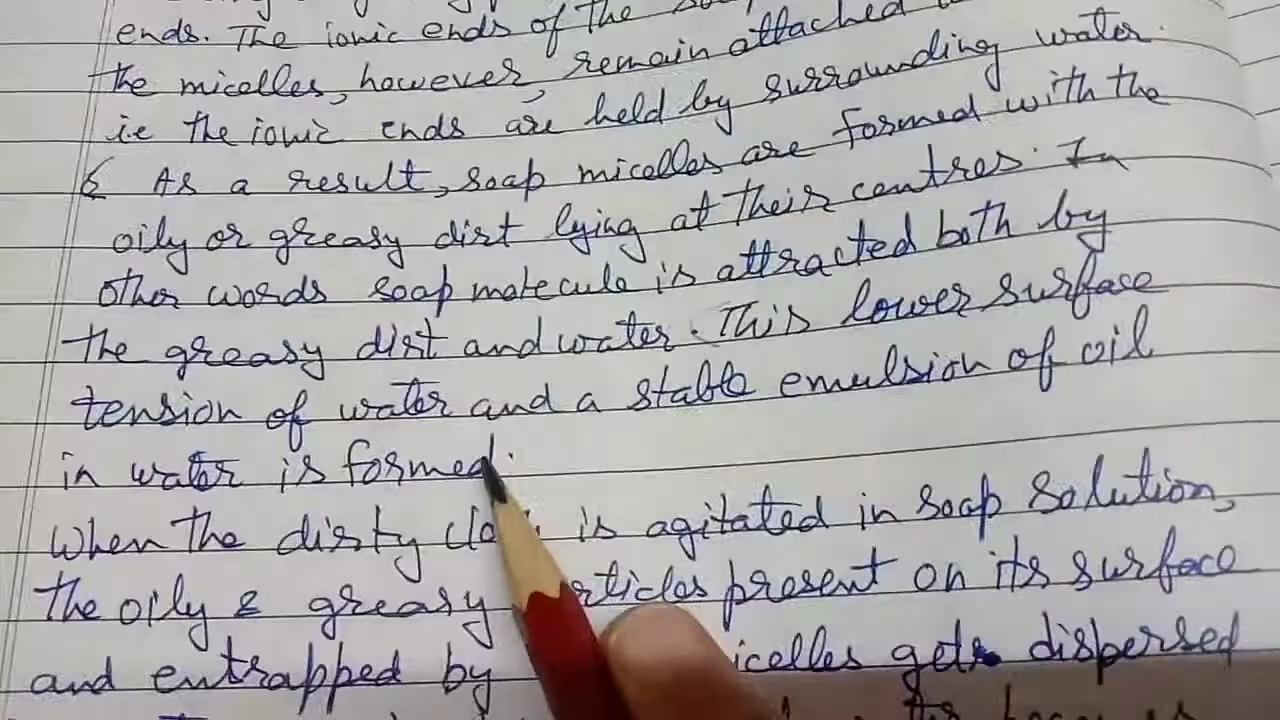 ends. The ionic ends of the
the micelles, however, remain attached
i.e the ionic ends are held by surrounding water.
6 As a result, soap micelles are formed with the
oily or greasy dirt lying at their centres. In
other words soap molecule is attracted both by
the greasy dirt and water. This lower surface
tension of water and a stable emulsion of oil
in water is formed.
When the dirty is agitated in soap solution,
the oily & greasy present on its surface
and entrapped by gets dispersed